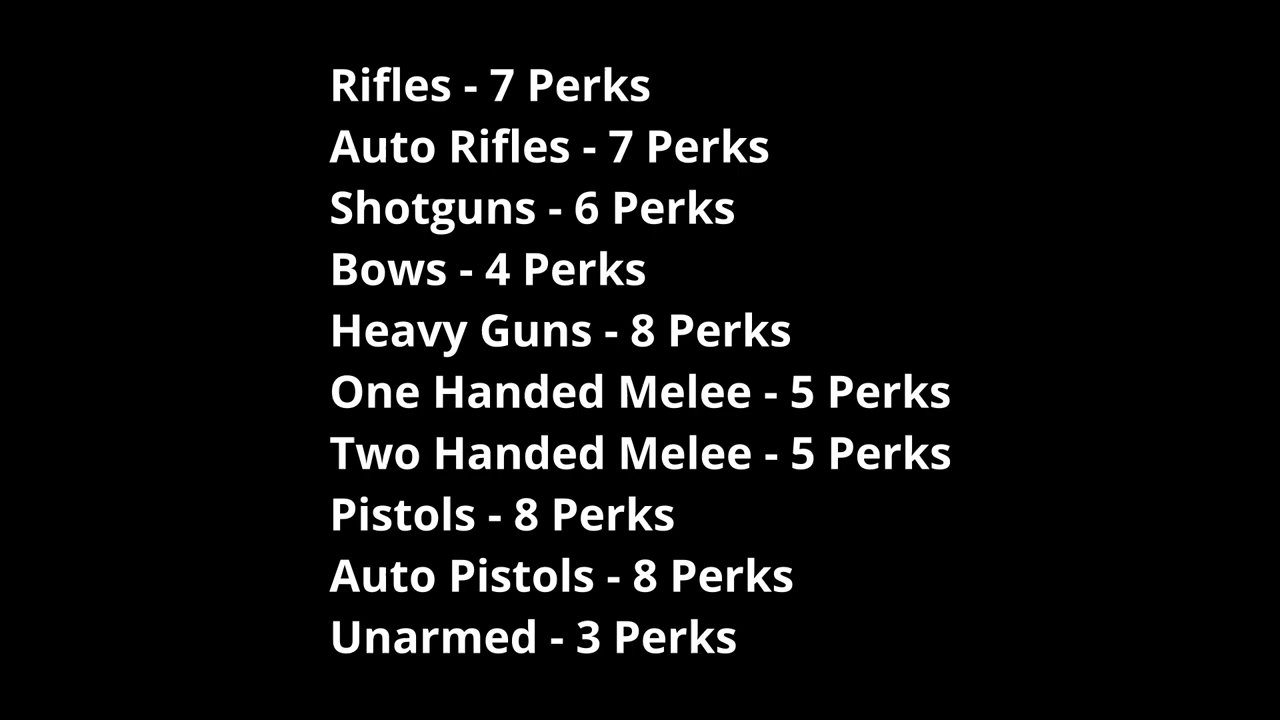 Rifles - 7 Perks
Auto Rifles - 7 Perks
Shotguns - 6 Perks
Bows - 4 Perks
Heavy Guns - 8 Perks
One Handed Melee - 5 Perks
Two Handed Melee - 5 Perks
Pistols - 8 Perks
Auto Pistols - 8 Perks
Unarmed - 3 Perks